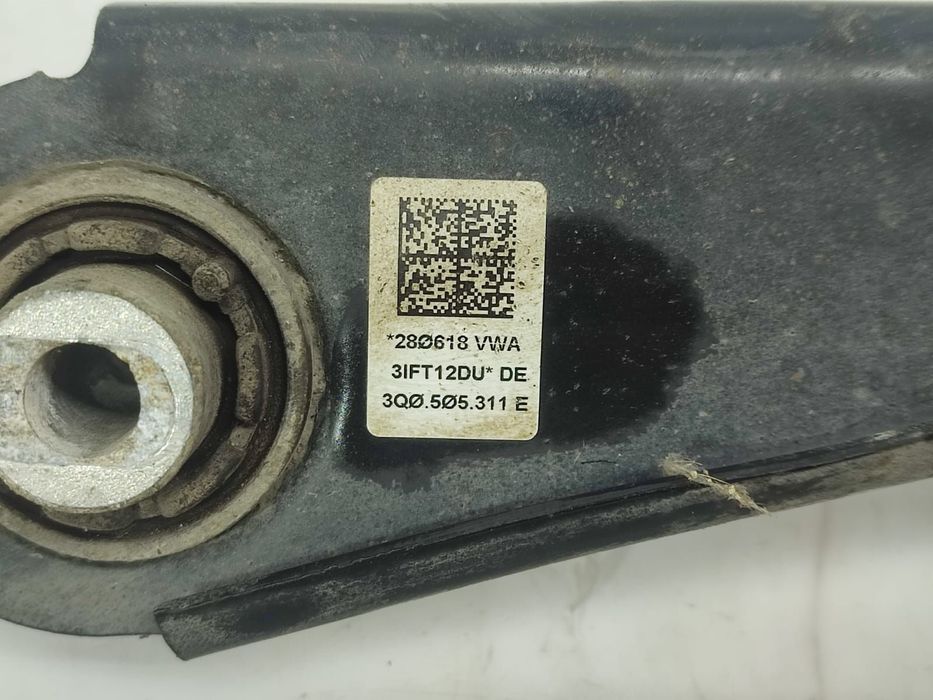 *28Ø618 VWA
3IFT12DU* DE
3QØ.5Ø5.311 E